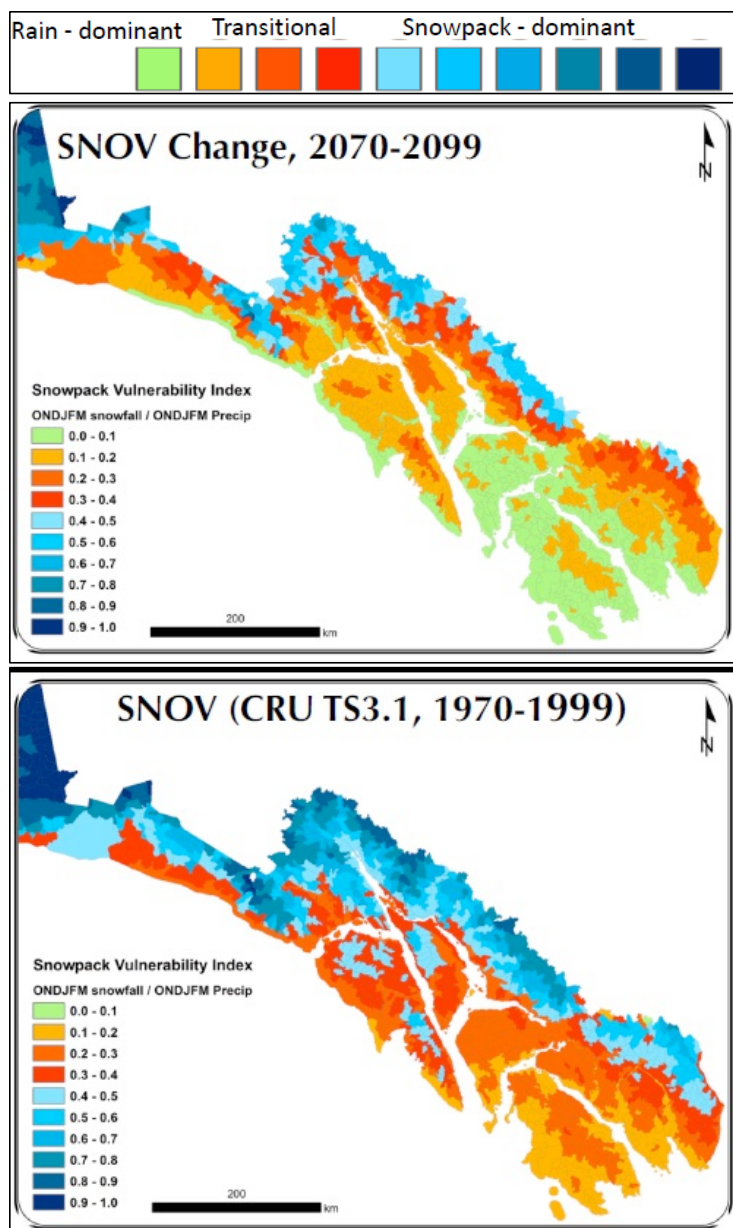 Rain - dominant Transitional Snowpack - dominant
SNOV Change, 2070-2099
N
Snowpack Vulnerability Index
ONDJFM snowfall / ONDJFM Precip
0.0 - 0.1
0.1 - 0.2
0.2 - 0.3
0.3 - 0.4
0.4 - 0.5
0.5 - 0.6
0.6 - 0.7
0.7 - 0.8
0.8 - 0.9
0.9 - 1.0
200
km
SNOV (CRU TS3.1, 1970-1999)
N
Snowpack Vulnerability Index
ONDJFM snowfall / ONDJFM Precip
0.0 - 0.1
0.1 - 0.2
0.2 - 0.3
0.3 - 0.4
0.4 - 0.5
0.5 - 0.6
0.6 - 0.7
0.7 - 0.8
0.8 - 0.9
0.9 - 1.0
200
km